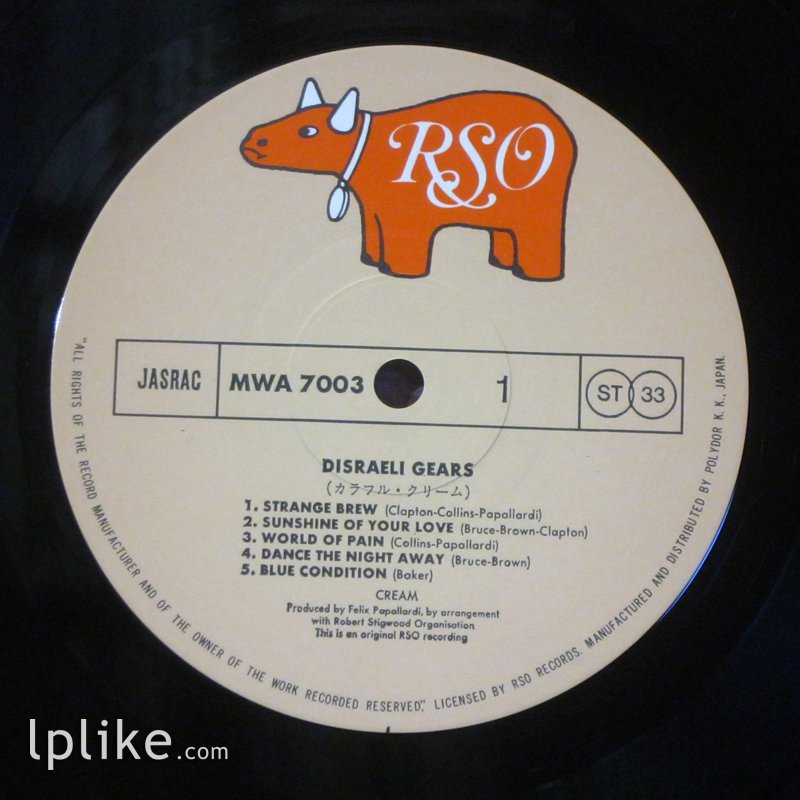 RSO
JASRAC MWA 7003 1 ST 33
DISRAELI GEARS
(カラフル・クリーム)
1. STRANGE BREW (Clapton-Collins-Papallardi)
2. SUNSHINE OF YOUR LOVE (Bruce-Brown-Clapton)
3. WORLD OF PAIN (Collins-Papallardi)
4. DANCE THE NIGHT AWAY (Bruce-Brown)
5. BLUE CONDITION (Baker)
CREAM
Produced by Felix Papallardi, by arrangement
with Robert Stigwood Organisation
This is an original RSO recording
"ALL RIGHTS OF THE RECORD MANUFACTURER AND OF THE OWNER OF THE WORK RECORDED RESERVED," LICENSED BY RSO RECORDS. MANUFACTURED AND DISTRIBUTED BY POLYDOR K. K., JAPAN.
lplike.com